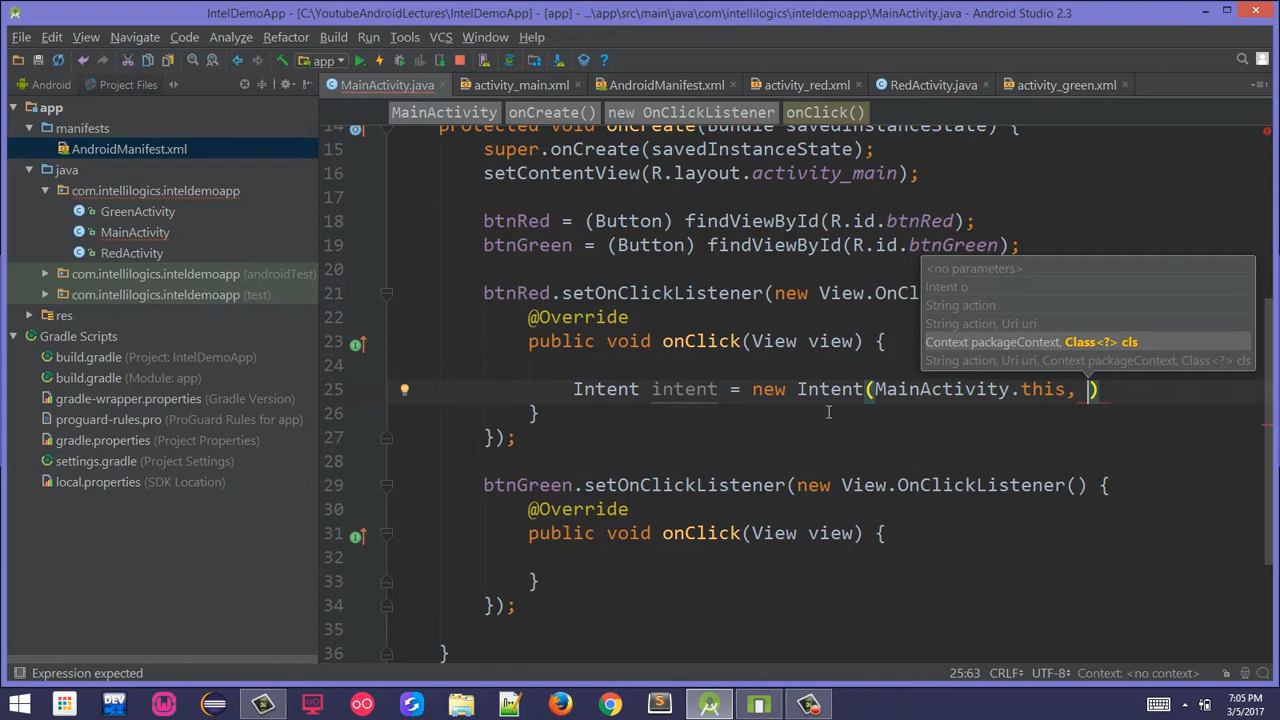 IntelDemoApp - [C:\YoutubeAndroidLectures\IntelDemoApp] - [app] - ...\app\src\main\java\com\intellilogics\inteldemoapp\MainActivity.java - Android Studio 2.3
File Edit View Navigate Code Analyze Refactor Build Run Tools VCS Window Help
app
Android Project Files MainActivity.java activity_main.xml AndroidManifest.xml activity_red.xml RedActivity.java activity_green.xml
app
manifests
AndroidManifest.xml
java
com.intellilogics.inteldemoapp
GreenActivity
MainActivity
RedActivity
com.intellilogics.inteldemoapp (androidTest)
com.intellilogics.inteldemoapp (test)
res
Gradle Scripts
build.gradle (Project: IntelDemoApp)
build.gradle (Module: app)
gradle-wrapper.properties (Gradle Version)
proguard-rules.pro (ProGuard Rules for app)
gradle.properties (Project Properties)
settings.gradle (Project Settings)
local.properties (SDK Location)
MainActivity onCreate() new OnClickListener onClick()
14 protected void onCreate(Bundle savedInstanceState) {
15 super.onCreate(savedInstanceState);
16 setContentView(R.layout.activity_main);
17
18 btnRed = (Button) findViewById(R.id.btnRed);
19 btnGreen = (Button) findViewById(R.id.btnGreen);
20
21 btnRed.setOnClickListener(new View.OnCl
22 @Override
23 public void onClick(View view) {
24
25 Intent intent = new Intent(MainActivity.this, )
26 }
27 });
28
29 btnGreen.setOnClickListener(new View.OnClickListener() {
30 @Override
31 public void onClick(View view) {
32
33 }
34 });
35
36 }
<no parameters>
Intent o
String action
String action, Uri uri
Context packageContext, Class<?> cls
String action, Uri uri, Context packageContext, Class<?> cls
Expression expected 25:63 CRLF UTF-8 Context: <no context>
DEV
7:05 PM
3/5/2017